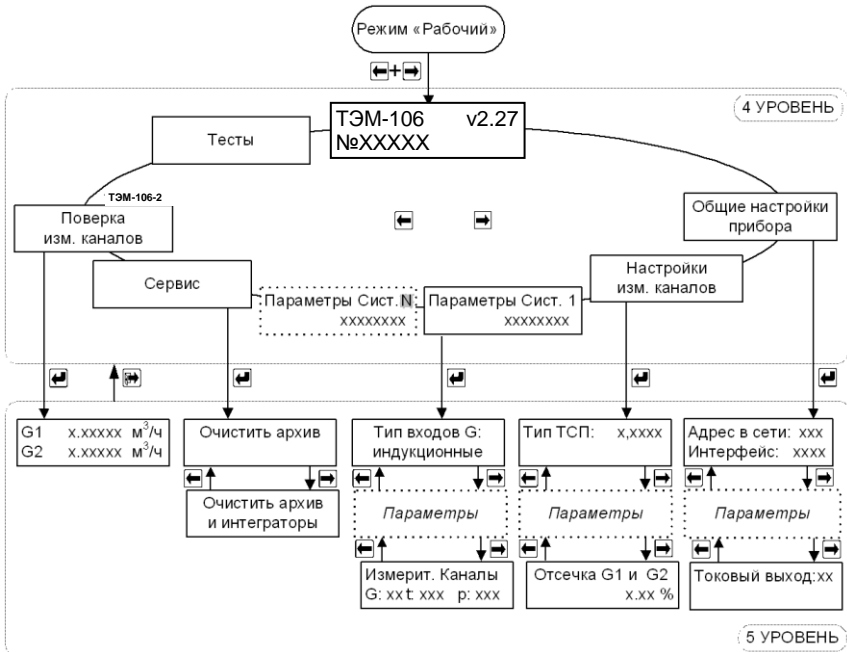 Режим «Рабочий»
+
4 УРОВЕНЬ
ТЭМ-106 v2.27
№XXXXX
Тесты
ТЭМ-106-2
Поверка
изм. каналов
Общие настройки
прибора
Сервис
Параметры Сист.N
xxxxxxxx
Параметры Сист. 1
xxxxxxxx
Настройки
изм. каналов
G1 x.xxxxx м³/ч
G2 x.xxxxx м³/ч
Очистить архив
Тип входов G:
индукционные
Тип ТСП: x,xxxx
Адрес в сети: xxx
Интерфейс: xxxx
Очистить архив
и интеграторы
Параметры
Параметры
Параметры
Измерит. Каналы
G: xx t: xxx p: xxx
Отсечка G1 и G2
x.xx %
Токовый выход:xx
5 УРОВЕНЬ